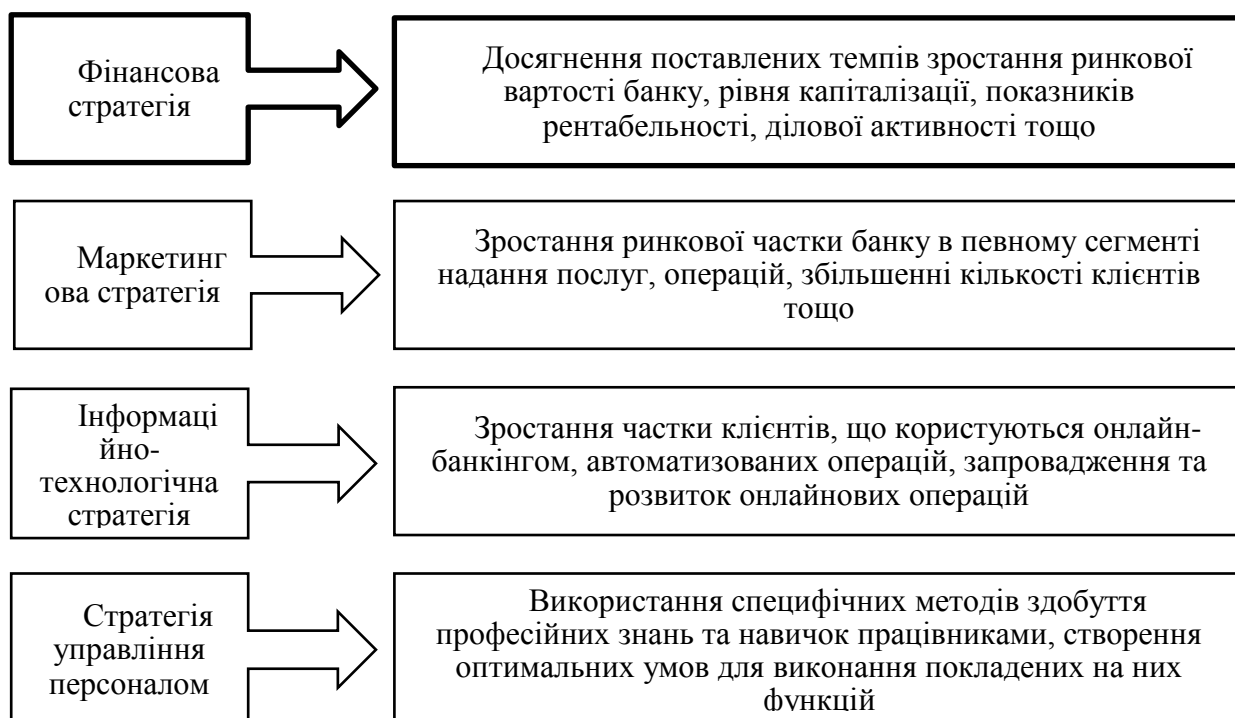 Фінансова
стратегія
Досягнення поставлених темпів зростання ринкової
вартості банку, рівня капіталізації, показників
рентабельності, ділової активності тощо
Маркетинг
ова стратегія
Зростання ринкової частки банку в певному сегменті
надання послуг, операцій, збільшенні кількості клієнтів
тощо
Інформаці
йно-
технологічна
стратегія
Зростання частки клієнтів, що користуються онлайн-
банкінгом, автоматизованих операцій, запровадження та
розвиток онлайнових операцій
Стратегія
управління
персоналом
Використання специфічних методів здобуття
професійних знань та навичок працівниками, створення
оптимальних умов для виконання покладених на них
функцій